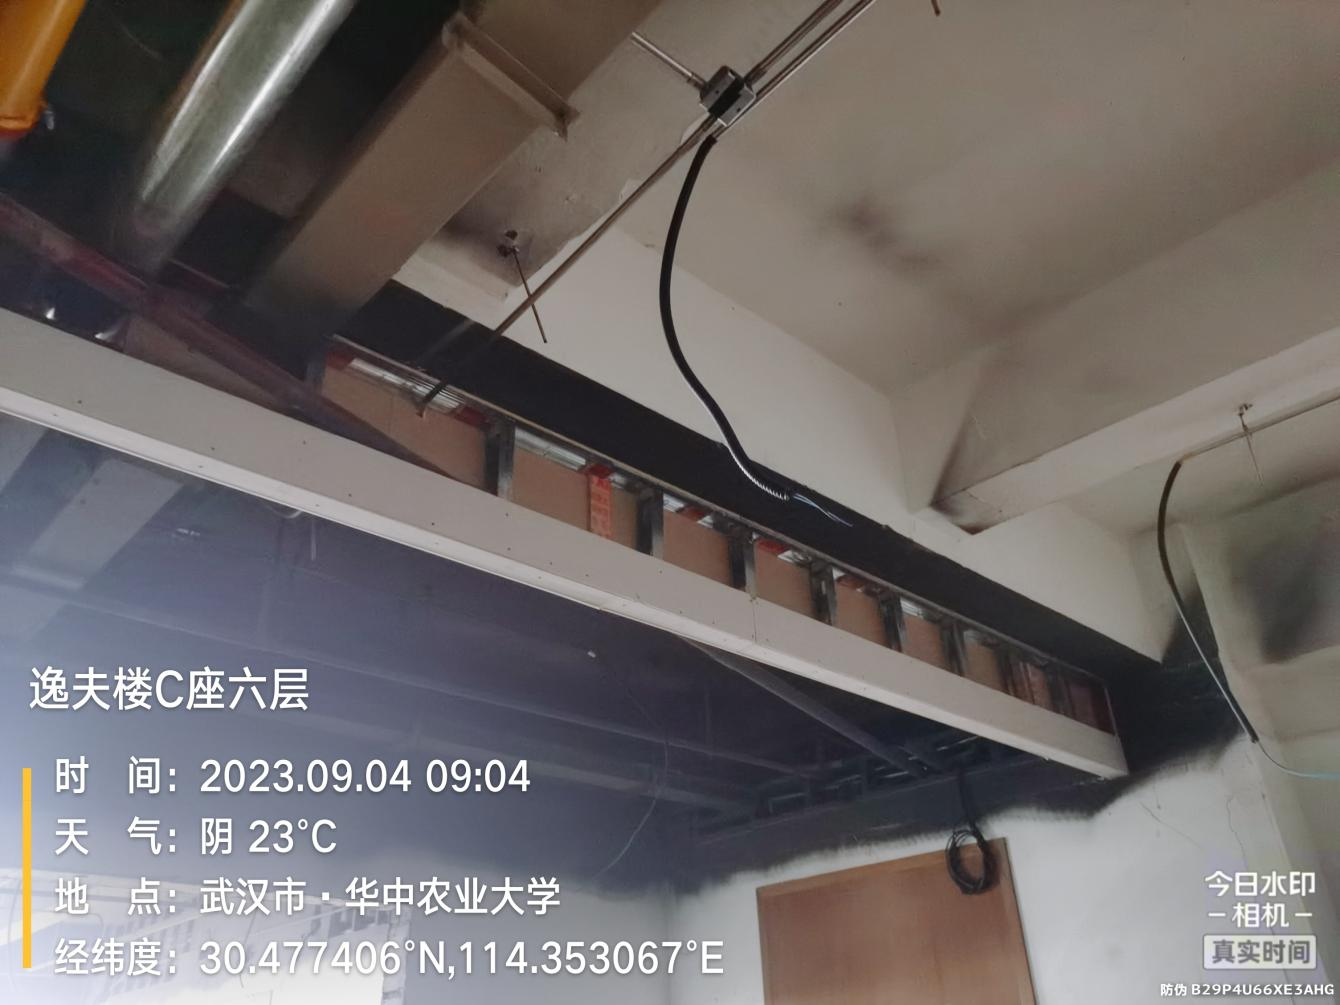 逸夫楼C座六层
时 间：2023.09.04 09:04
天 气：阴 23°C
地 点：武汉市·华中农业大学
经纬度：30.477406°N,114.353067°E
今日水印
-相机-
真实时间
防伪 B29P4U66XE3AHG